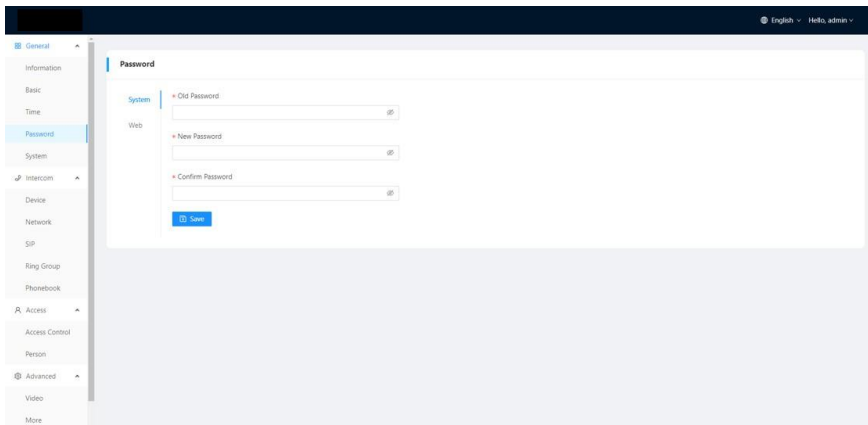 English
Hello, admin
General
Information
Basic
Time
Password
System
Intercom
Device
Network
SIP
Ring Group
Phonebook
Access
Access Control
Person
Advanced
Video
More
Password
System
Web
* Old Password
* New Password
* Confirm Password
Save